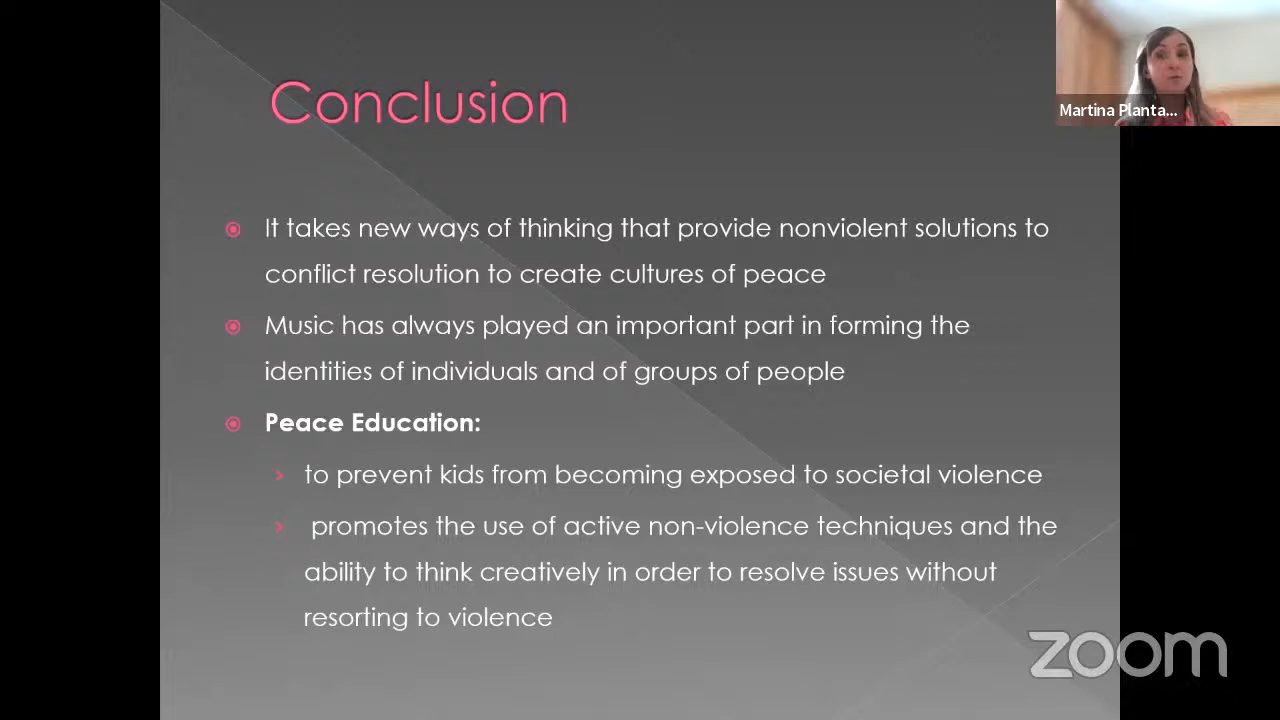 Conclusion
Martina Planta...
It takes new ways of thinking that provide nonviolent solutions to
conflict resolution to create cultures of peace
Music has always played an important part in forming the
identities of individuals and of groups of people
Peace Education:
to prevent kids from becoming exposed to societal violence
promotes the use of active non-violence techniques and the
ability to think creatively in order to resolve issues without
resorting to violence
zoom